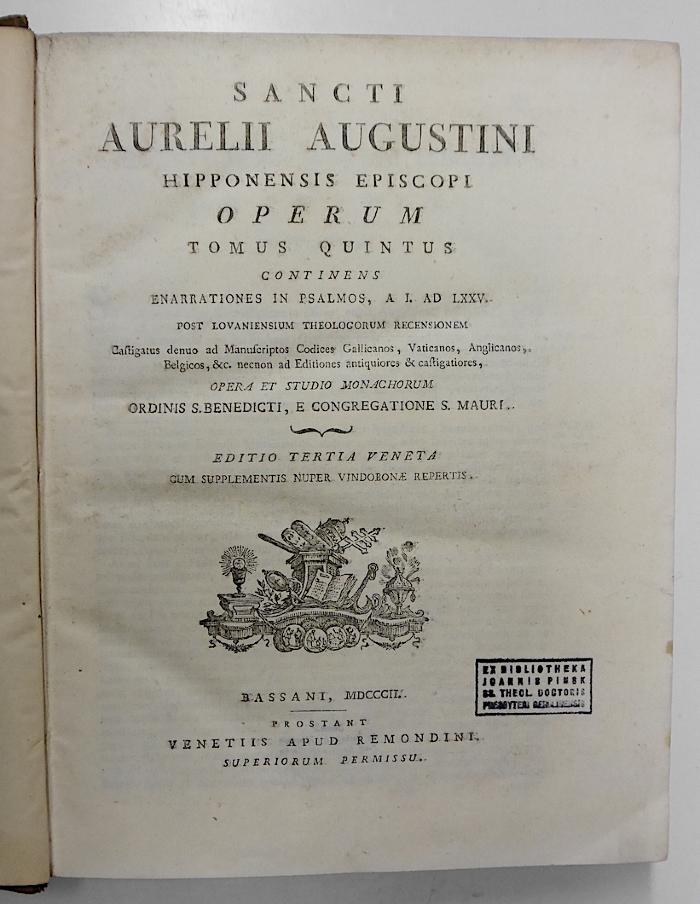 SANCTI
AURELII AUGUSTINI
HIPPONENSIS EPISCOPI
OPERUM
TOMUS QUINTUS
CONTINENS
ENARRATIONES IN PSALMOS, A I. AD LXXV.
POST LOVANIENSIUM THEOLOGORUM RECENSIONEM
Caſtigatus denuo ad Manuſcriptos Codices Gallicanos, Vaticanos, Anglicanos,
Belgicos, &c. necnon ad Editiones antiquiores & caſtigatiores,
OPERA ET STUDIO MONACHORUM
ORDINIS S. BENEDICTI, E CONGREGATIONE S. MAURI.
EDITIO TERTIA VENETA
CUM SUPPLEMENTIS NUPER VINDOBONÆ REPERTIS.
BASSANI, MDCCCII.
PROSTANT
VENETIIS APUD REMONDINI.
SUPERIORUM PERMISSU.
EX BIBLIOTHEKA
JOANNIS PINSK
SS. THEOL. DOCTORIS
PRESBYTERI BEROLINENSIS